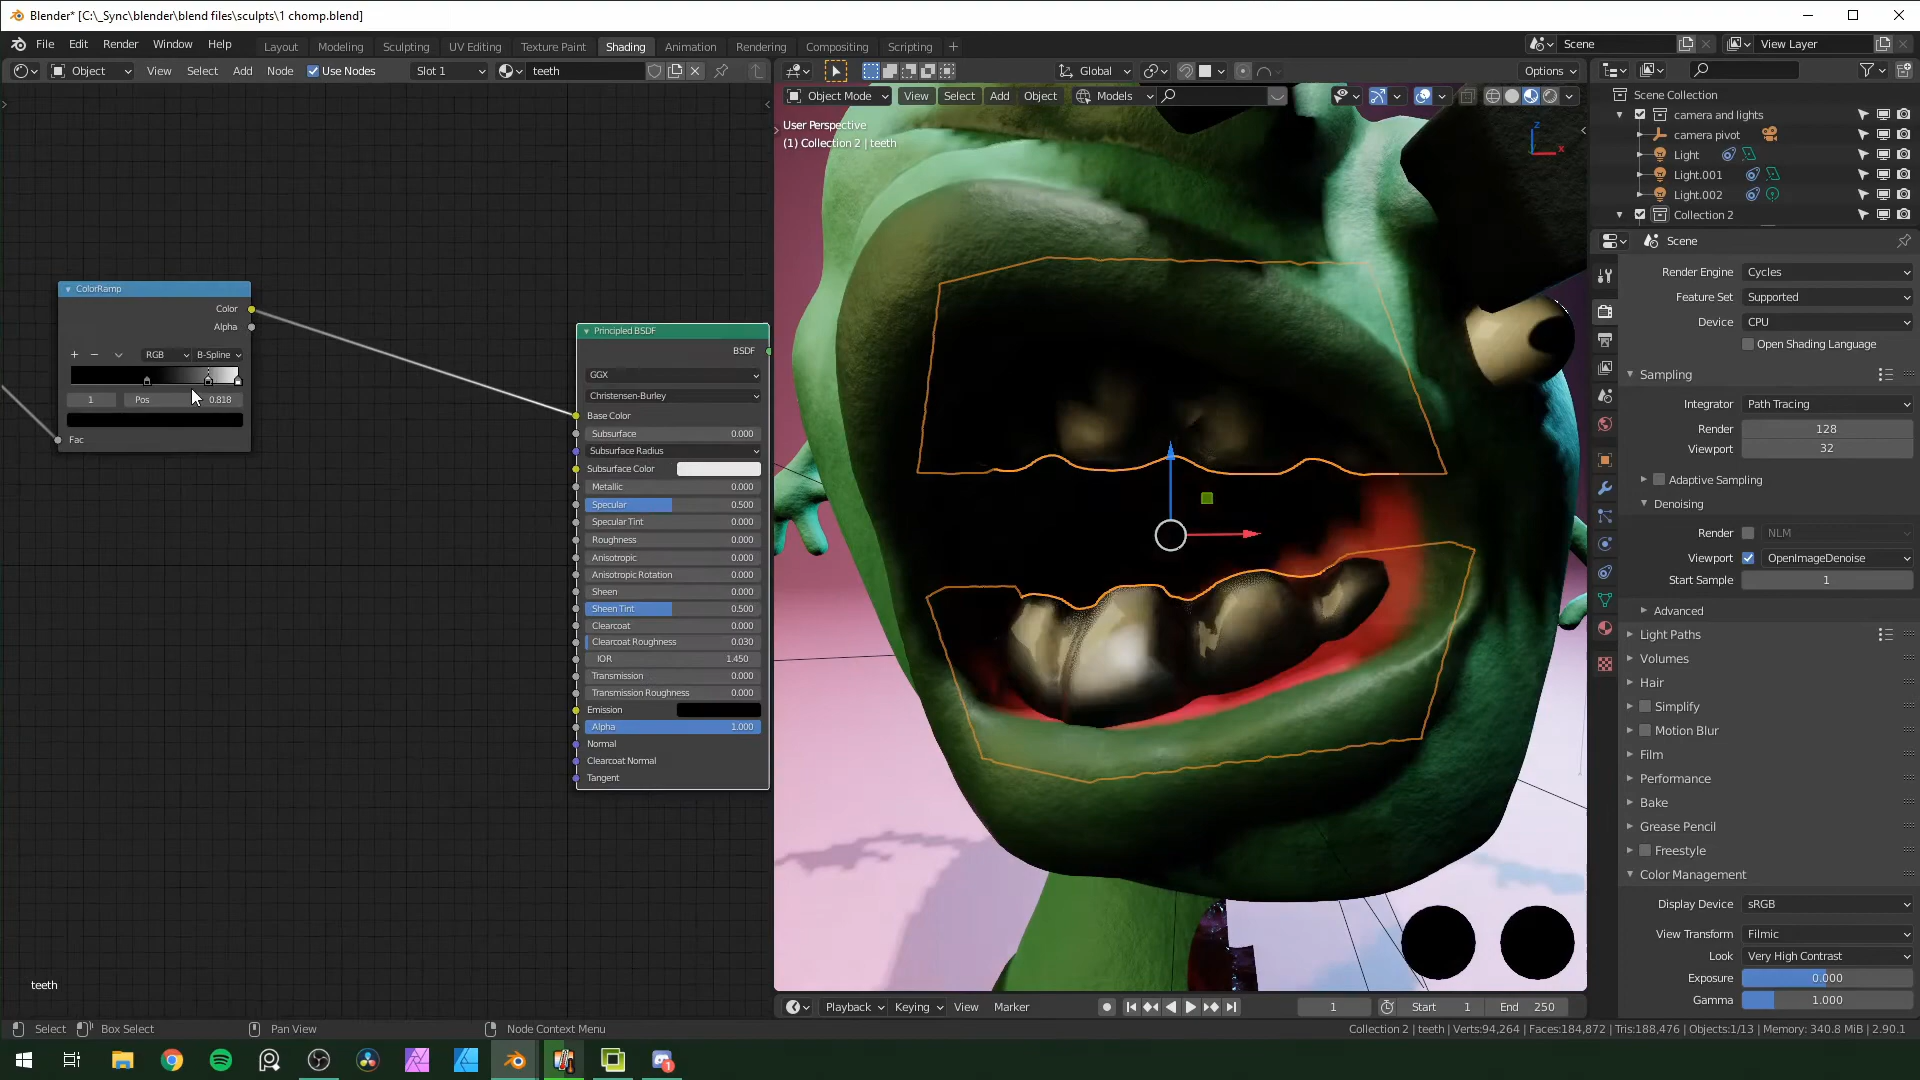 Blender* [C:\_Sync\blender\blend files\sculpts\1 chomp.blend]
File Edit Render Window Help Layout Modeling Sculpting UV Editing Texture Paint Shading Animation Rendering Compositing Scripting Scene View Layer
Object View Select Add Node Use Nodes Slot 1 teeth Global Options
Object Mode View Select Add Object Models
User Perspective
(1) Collection 2 | teeth
Scene Collection
camera and lights
camera pivot
Light
Light.001
Light.002
Collection 2
Scene
Render Engine Cycles
Feature Set Supported
Device CPU
Open Shading Language
Sampling
Integrator Path Tracing
Render 128
Viewport 32
Adaptive Sampling
Denoising
Render NLM
Viewport OpenImageDenoise
Start Sample 1
Advanced
Light Paths
Volumes
Hair
Simplify
Motion Blur
Film
Performance
Bake
Grease Pencil
Freestyle
Color Management
Display Device sRGB
View Transform Filmic
Look Very High Contrast
Exposure 0.000
Gamma 1.000
ColorRamp
Color
Alpha
RGB B-Spline
1 Pos 0.818
Fac
Principled BSDF
BSDF
GGX
Christensen-Burley
Base Color
Subsurface 0.000
Subsurface Radius
Subsurface Color
Metallic 0.000
Specular 0.500
Specular Tint 0.000
Roughness 0.000
Anisotropic 0.000
Anisotropic Rotation 0.000
Sheen 0.000
Sheen Tint 0.500
Clearcoat 0.000
Clearcoat Roughness 0.030
IOR 1.450
Transmission 0.000
Transmission Roughness 0.000
Emission
Alpha 1.000
Normal
Clearcoat Normal
Tangent
z
x
teeth
Playback Keying View Marker 1 Start 1 End 250
Select Box Select Pan View Node Context Menu Collection 2 | teeth | Verts:94,264 | Faces:184,872 | Tris:188,476 | Objects:1/13 | Memory: 340.8 MiB | 2.90.1
1